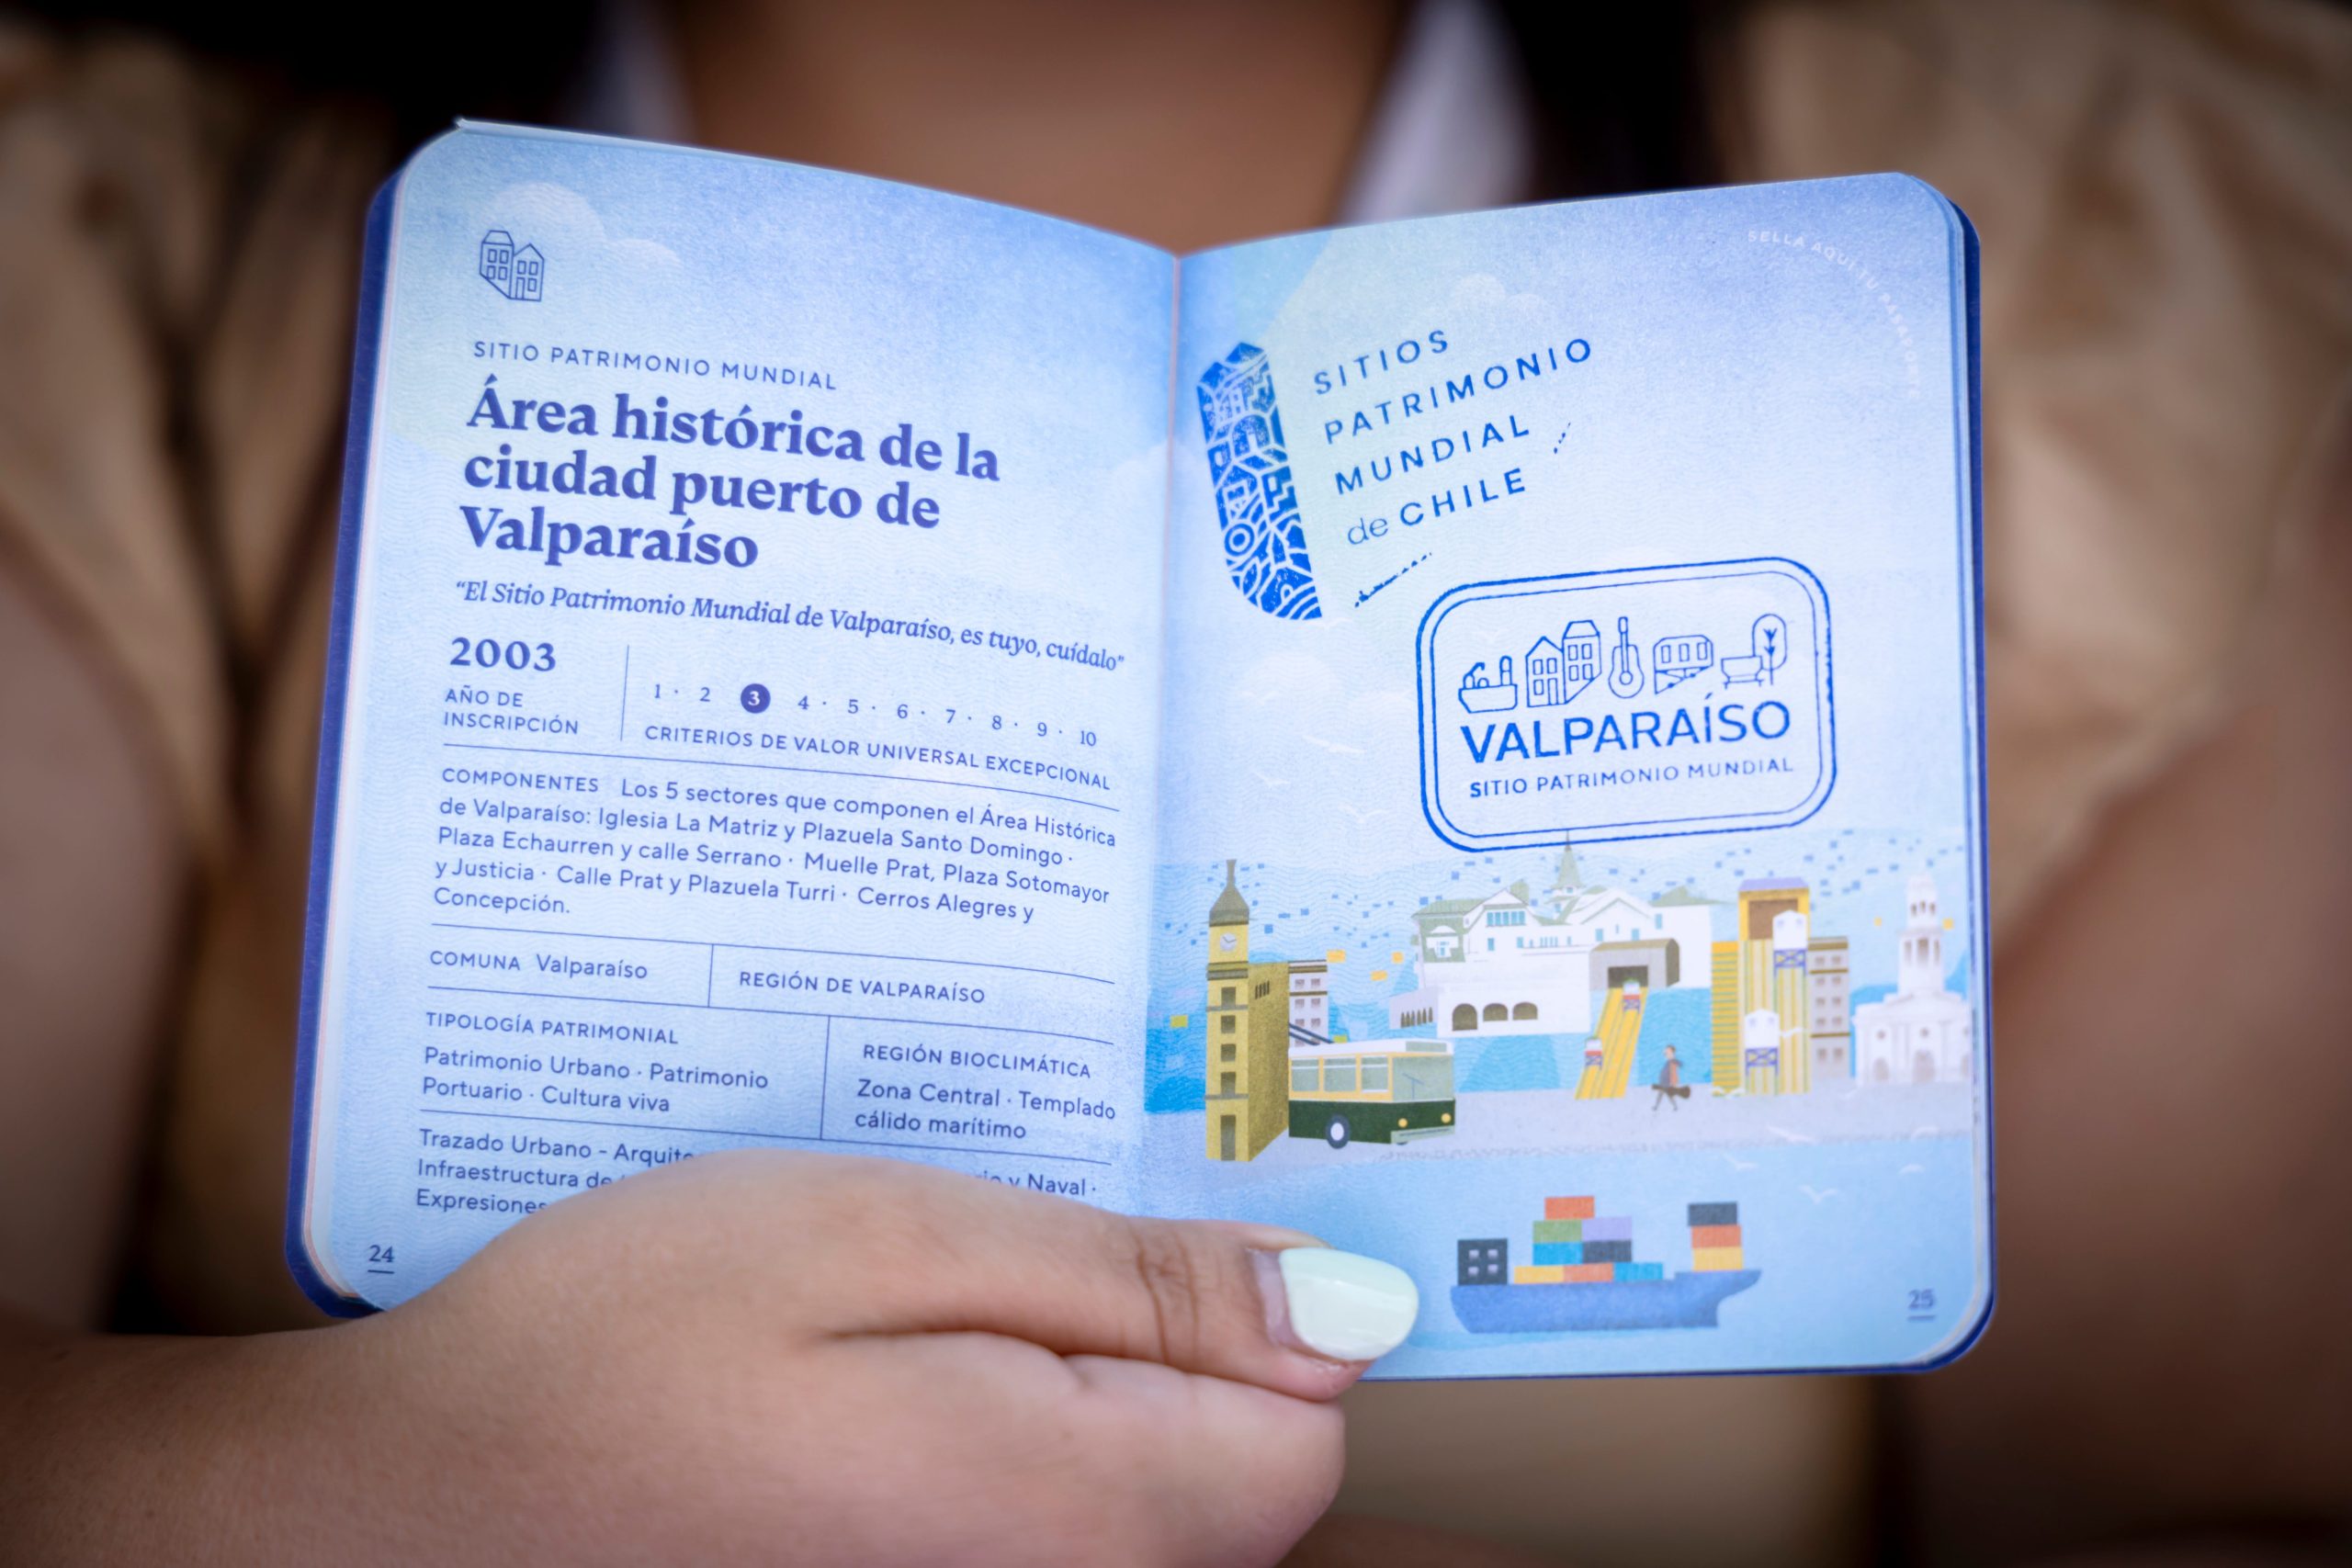 SITIO PATRIMONIO MUNDIAL
Área histórica de la
ciudad puerto de
Valparaíso
“El Sitio Patrimonio Mundial de Valparaíso, es tuyo, cuídalo”
2003
AÑO DE
INSCRIPCIÓN
1 · 2 3 4 · 5 · 6 · 7 · 8 · 9 · 10
CRITERIOS DE VALOR UNIVERSAL EXCEPCIONAL
COMPONENTES Los 5 sectores que componen el Área Histórica
de Valparaíso: Iglesia La Matriz y Plazuela Santo Domingo ·
Plaza Echaurren y calle Serrano · Muelle Prat, Plaza Sotomayor
y Justicia · Calle Prat y Plazuela Turri · Cerros Alegres y
Concepción.
COMUNA Valparaíso
REGIÓN DE VALPARAÍSO
TIPOLOGÍA PATRIMONIAL
Patrimonio Urbano · Patrimonio
Portuario · Cultura viva
REGIÓN BIOCLIMÁTICA
Zona Central · Templado
cálido marítimo
Trazado Urbano - y Naval ·
Infraestructura de
Expresiones
24
SELLA AQUÍ TU PASAPORTE
SITIOS
PATRIMONIO
MUNDIAL
de CHILE
VALPARAÍSO
SITIO PATRIMONIO MUNDIAL
25